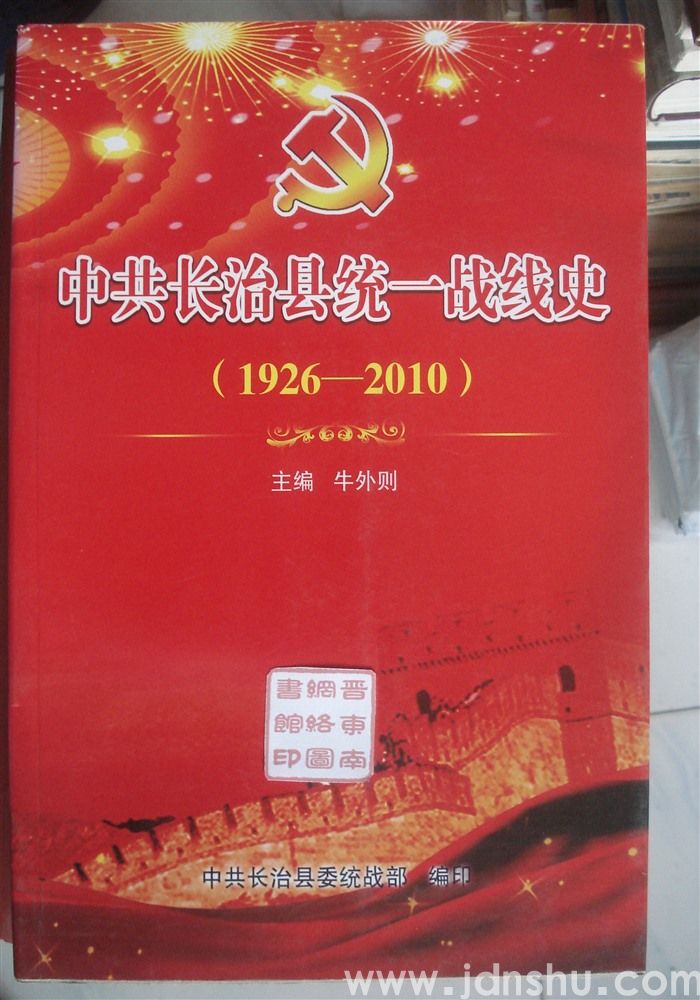 中共长治县统一战线史
（1926—2010）
主编 牛外则
晋東南
網絡圖
書館印
中共长治县委统战部 编印
www.jdnshu.com